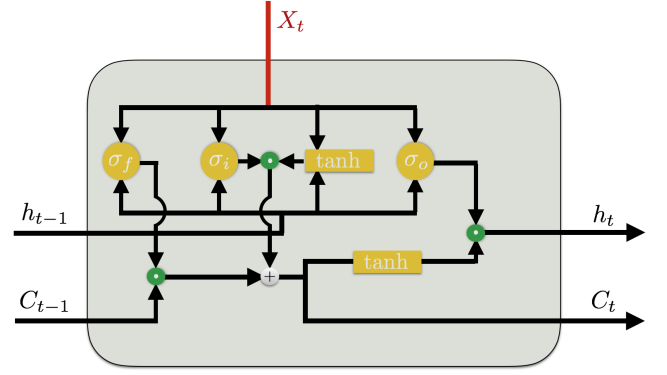 X_t
σ_f σ_i tanh σ_o
h_{t-1} h_t
tanh
+
C_{t-1} C_t